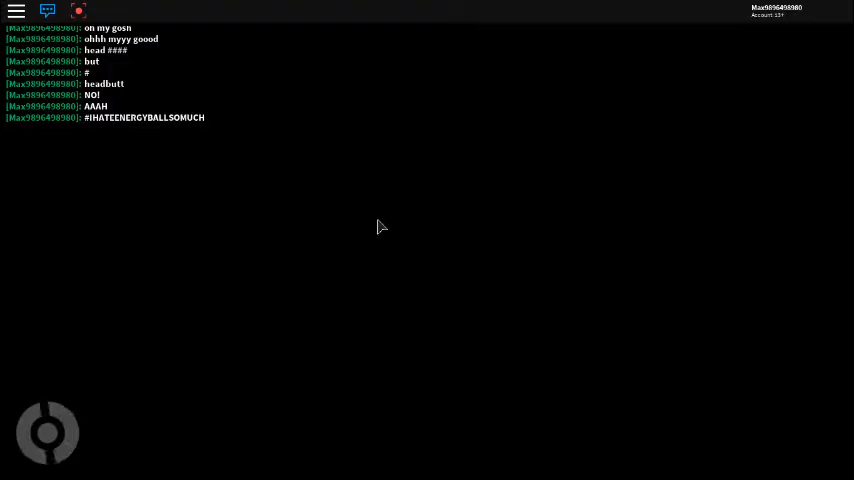 Max9896498980
Account: 13+
[Max9896498980]: oh my gosh
[Max9896498980]: ohhh myyy goood
[Max9896498980]: head ####
[Max9896498980]: but
[Max9896498980]: #
[Max9896498980]: headbutt
[Max9896498980]: NO!
[Max9896498980]: AAAH
[Max9896498980]: #IHATEENERGYBALLSOMUCH